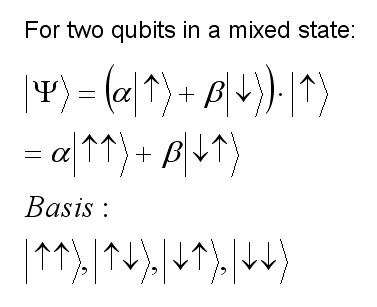 For two qubits in a mixed state:
|Ψ⟩ = (α|↑⟩ + β|↓⟩)·|↑⟩
= α|↑↑⟩ + β|↓↑⟩
Basis :
|↑↑⟩,|↑↓⟩,|↓↑⟩,|↓↓⟩